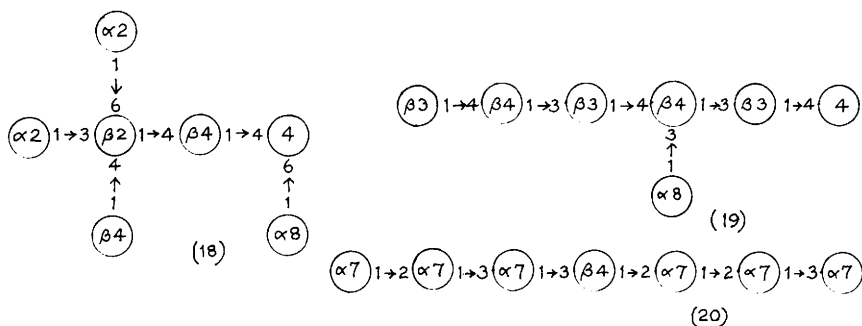 α2
1
↓
6
α2 1→3 β2 1→4 β4 1→4 4
4 6
↑ ↑
1 1
β4 α8
(18)
β3 1→4 β4 1→3 β3 1→4 β4 1→3 β3 1→4 4
3
↑
1
α8
(19)
α7 1→2 α7 1→3 α7 1→3 β4 1→2 α7 1→2 α7 1→3 α7
(20)